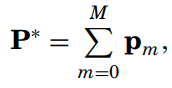 P* = ∑_{m=0}^{M} p_m,